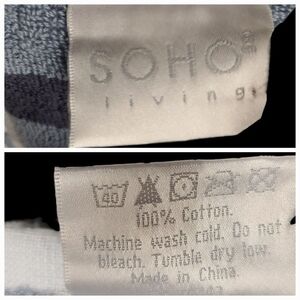 SOHO
living
40
100% Cotton.
Machine wash cold. Do not
bleach. Tumble dry low.
Made in China.